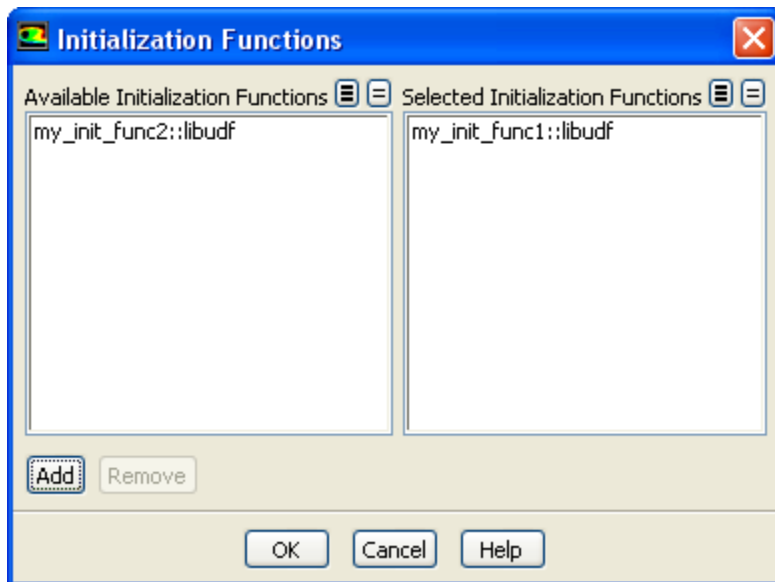 Initialization Functions
Available Initialization Functions
Selected Initialization Functions
my_init_func2::libudf
my_init_func1::libudf
Add
Remove
OK
Cancel
Help